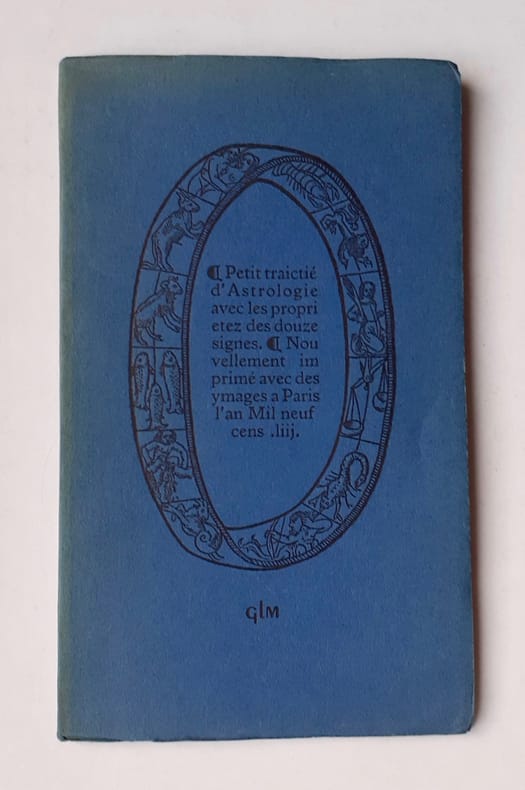 ¶ Petit traictié
d'Astrologie
avec les propri
etez des douze
signes. ¶ Nou
vellement im
primé avec des
ymages a Paris
l'an Mil neuf
cens .liij.
GLM